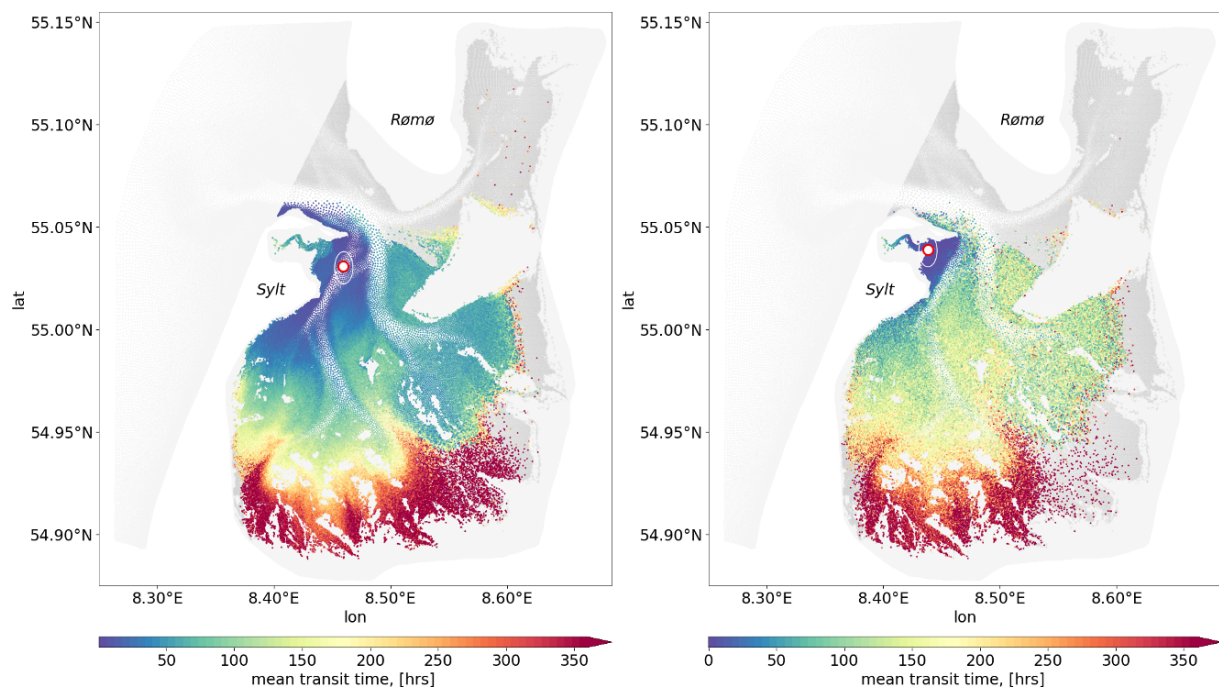 55.15°N
55.10°N
55.05°N
55.00°N
54.95°N
54.90°N
lat
Rømø
Sylt
8.30°E 8.40°E 8.50°E 8.60°E
lon
50 100 150 200 250 300 350
mean transit time, [hrs]
55.15°N
55.10°N
55.05°N
55.00°N
54.95°N
54.90°N
lat
Rømø
Sylt
8.30°E 8.40°E 8.50°E 8.60°E
lon
0 50 100 150 200 250 300 350
mean transit time, [hrs]